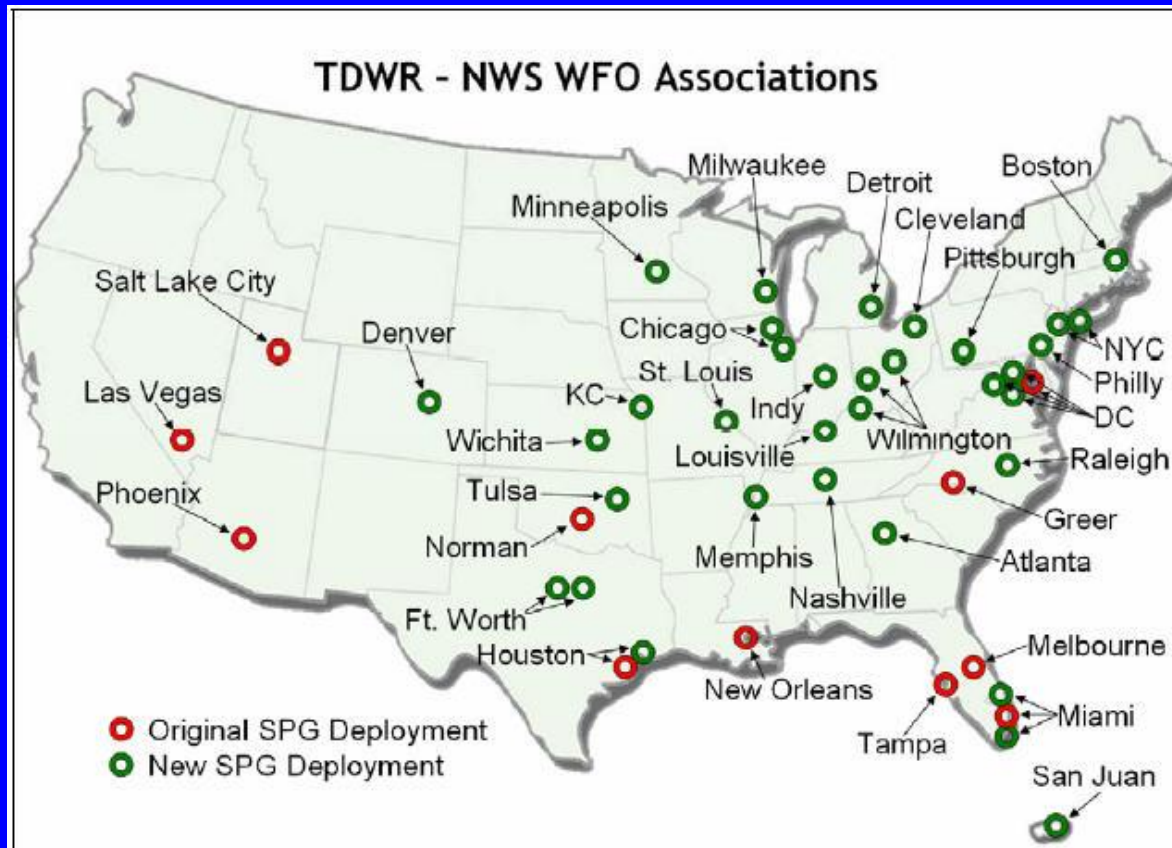 TDWR - NWS WFO Associations
Milwaukee
Boston
Detroit
Minneapolis
Cleveland
Pittsburgh
Salt Lake City
Denver
Chicago
NYC
St. Louis
Philly
Las Vegas
KC
Indy
DC
Wichita
Wilmington
Louisville
Raleigh
Phoenix
Tulsa
Greer
Norman
Memphis
Atlanta
Nashville
Ft. Worth
Houston
Melbourne
New Orleans
Miami
Original SPG Deployment
Tampa
New SPG Deployment
San Juan